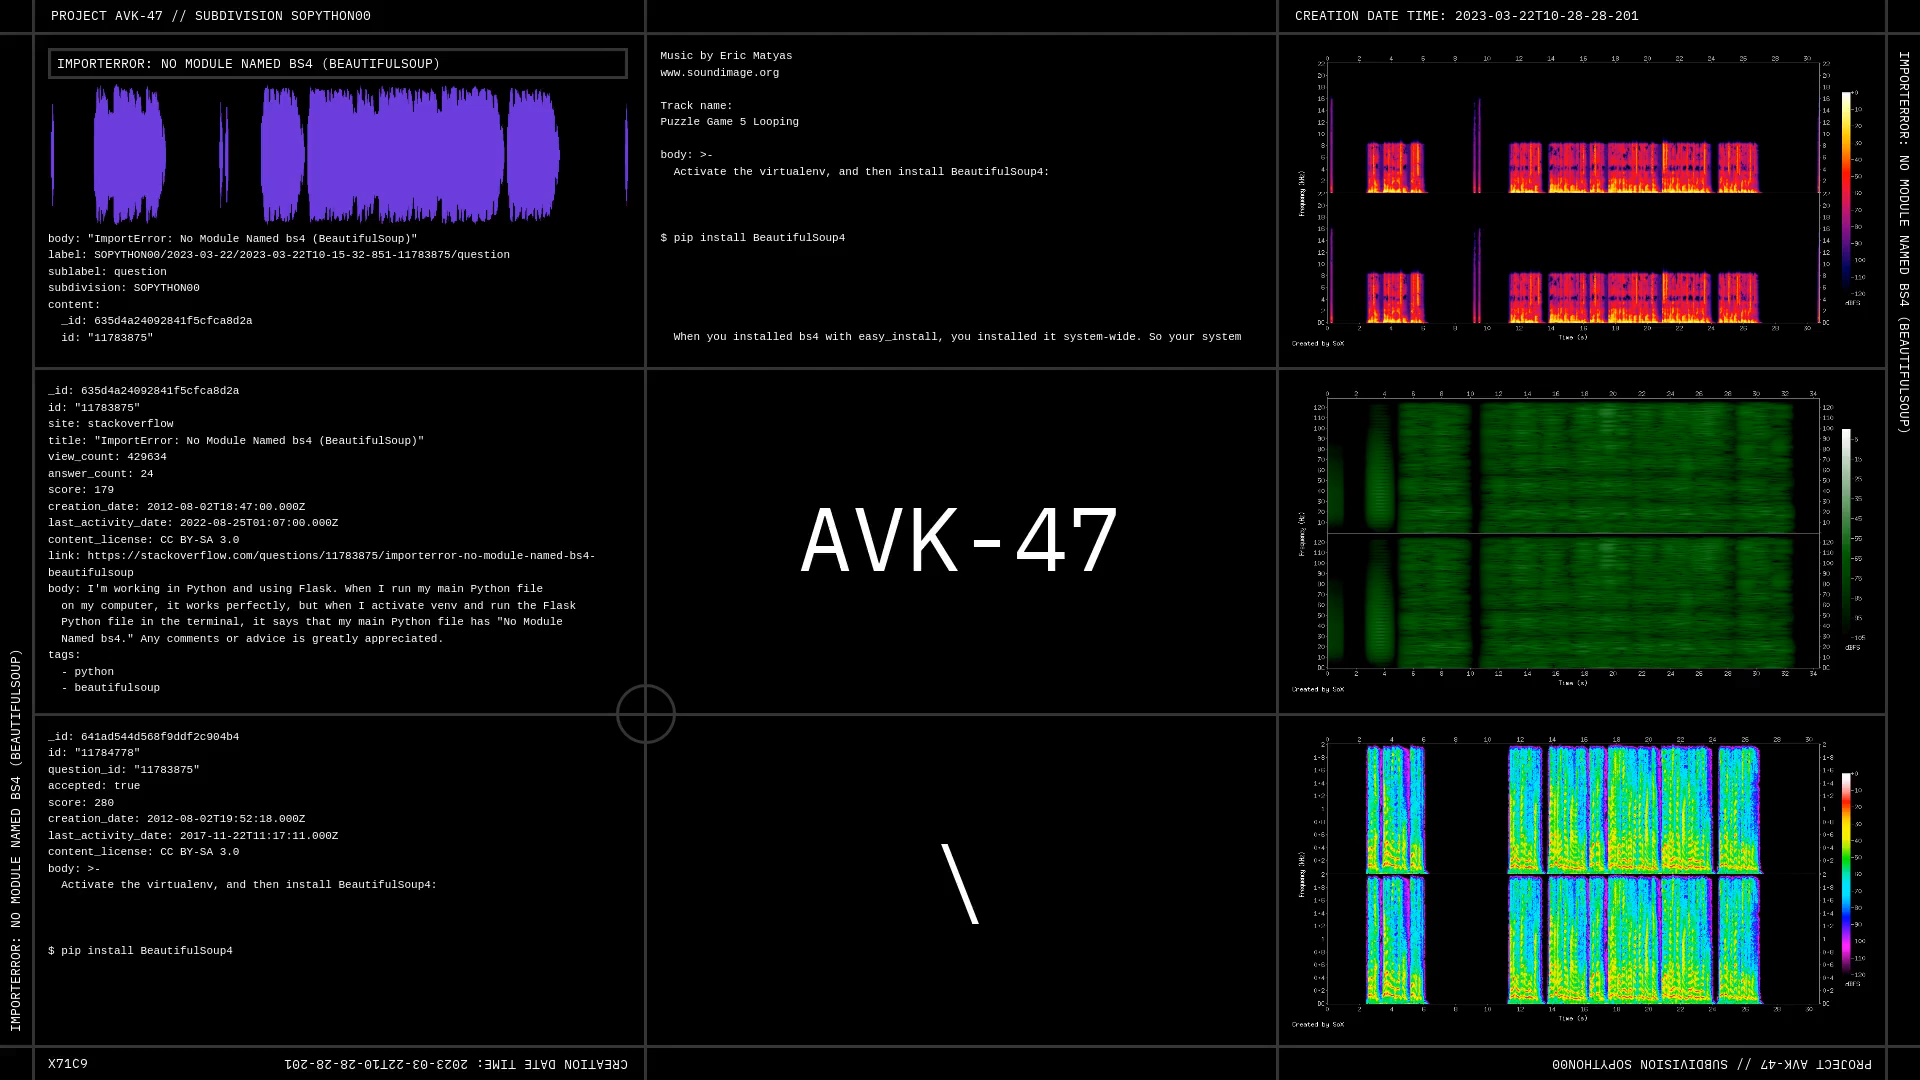 PROJECT AVK-47 // SUBDIVISION SOPYTHON00
CREATION DATE TIME: 2023-03-22T10-28-28-201
IMPORTERROR: NO MODULE NAMED BS4 (BEAUTIFULSOUP)
body: "ImportError: No Module Named bs4 (BeautifulSoup)"
label: SOPYTHON00/2023-03-22/2023-03-22T10-15-32-851-11783875/question
sublabel: question
subdivision: SOPYTHON00
content:
_id: 635d4a24092841f5cfca8d2a
id: "11783875"
Music by Eric Matyas
www.soundimage.org
Track name:
Puzzle Game 5 Looping
body: >-
Activate the virtualenv, and then install BeautifulSoup4:
$ pip install BeautifulSoup4
When you installed bs4 with easy_install, you installed it system-wide. So your system
Frequency (kHz)
Time (s)
dBFS
Created by SoX
IMPORTERROR: NO MODULE NAMED BS4 (BEAUTIFULSOUP)
_id: 635d4a24092841f5cfca8d2a
id: "11783875"
site: stackoverflow
title: "ImportError: No Module Named bs4 (BeautifulSoup)"
view_count: 429634
answer_count: 24
score: 179
creation_date: 2012-08-02T18:47:00.000Z
last_activity_date: 2022-08-25T01:07:00.000Z
content_license: CC BY-SA 3.0
link: https://stackoverflow.com/questions/11783875/importerror-no-module-named-bs4-
beautifulsoup
body: I'm working in Python and using Flask. When I run my main Python file
on my computer, it works perfectly, but when I activate venv and run the Flask
Python file in the terminal, it says that my main Python file has "No Module
Named bs4." Any comments or advice is greatly appreciated.
tags:
- python
- beautifulsoup
AVK-47
Frequency (Hz)
Time (s)
dBFS
Created by SoX
IMPORTERROR: NO MODULE NAMED BS4 (BEAUTIFULSOUP)
_id: 641ad544d568f9ddf2c904b4
id: "11784778"
question_id: "11783875"
accepted: true
score: 280
creation_date: 2012-08-02T19:52:18.000Z
last_activity_date: 2017-11-22T11:17:11.000Z
content_license: CC BY-SA 3.0
body: >-
Activate the virtualenv, and then install BeautifulSoup4:
$ pip install BeautifulSoup4
\
Frequency (kHz)
Time (s)
dBFS
Created by SoX
X71C9
CREATION DATE TIME: 2023-03-22T10-28-28-201
PROJECT AVK-47 // SUBDIVISION SOPYTHON00